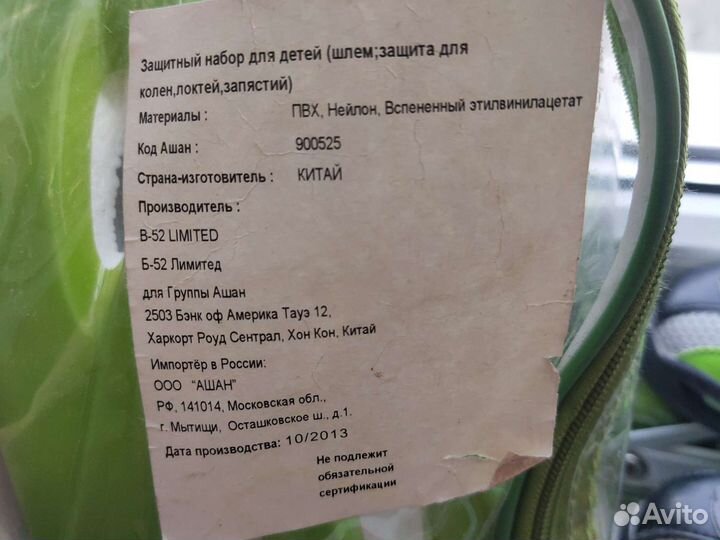 Защитный набор для детей (шлем;защита для
колен,локтей,запястий)
Материалы : ПВХ, Нейлон, Вспененный этилвинилацетат
Код Ашан : 900525
Страна-изготовитель : КИТАЙ
Производитель :
B-52 LIMITED
Б-52 Лимитед
для Группы Ашан
2503 Бэнк оф Америка Тауэ 12,
Харкорт Роуд Сентрал, Хон Кон, Китай
Импортёр в России:
ООО “АШАН”
РФ, 141014, Московская обл.,
г. Мытищи, Осташковское ш., д.1.
Дата производства: 10/2013
Не подлежит
обязательной
сертификации
Avito